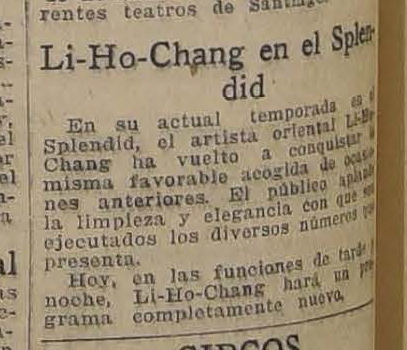 rentes teatros de Santiago
Li-Ho-Chang en el Splen-
did
En su actual temporada en el
Splendid, el artista oriental Li-Ho-
Chang ha vuelto a conquistar la
misma favorable acogida de ocasio-
nes anteriores. El público aplaude
la limpieza y elegancia con que son
ejecutados los diversos números que
presenta.
Hoy, en las funciones de tarde y
noche, Li-Ho-Chang hará un pro-
grama completamente nuevo.
CIRCOS